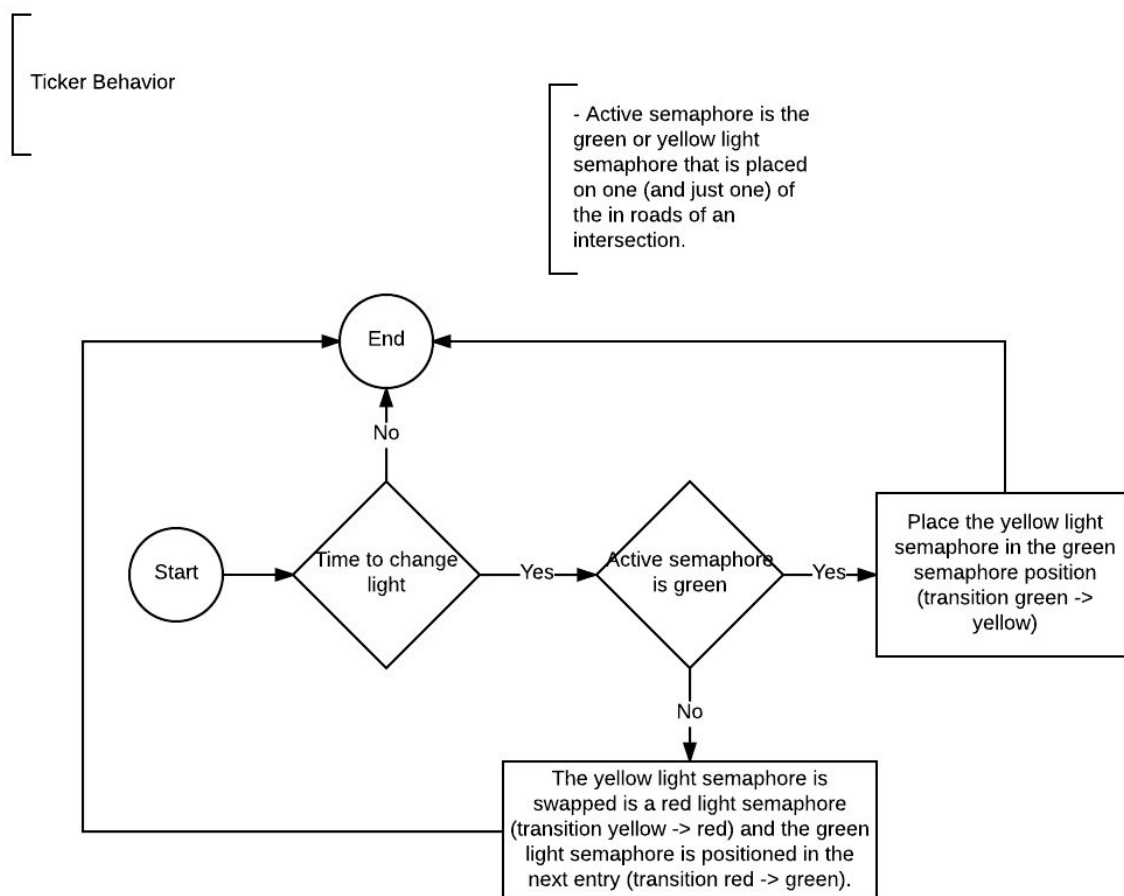 Ticker Behavior
- Active semaphore is the
green or yellow light
semaphore that is placed
on one (and just one) of
the in roads of an
intersection.
End
No
Start
Time to change
light
Yes
Active semaphore
is green
Yes
Place the yellow light
semaphore in the green
semaphore position
(transition green ->
yellow)
No
The yellow light semaphore is
swapped is a red light semaphore
(transition yellow -> red) and the green
light semaphore is positioned in the
next entry (transition red -> green).